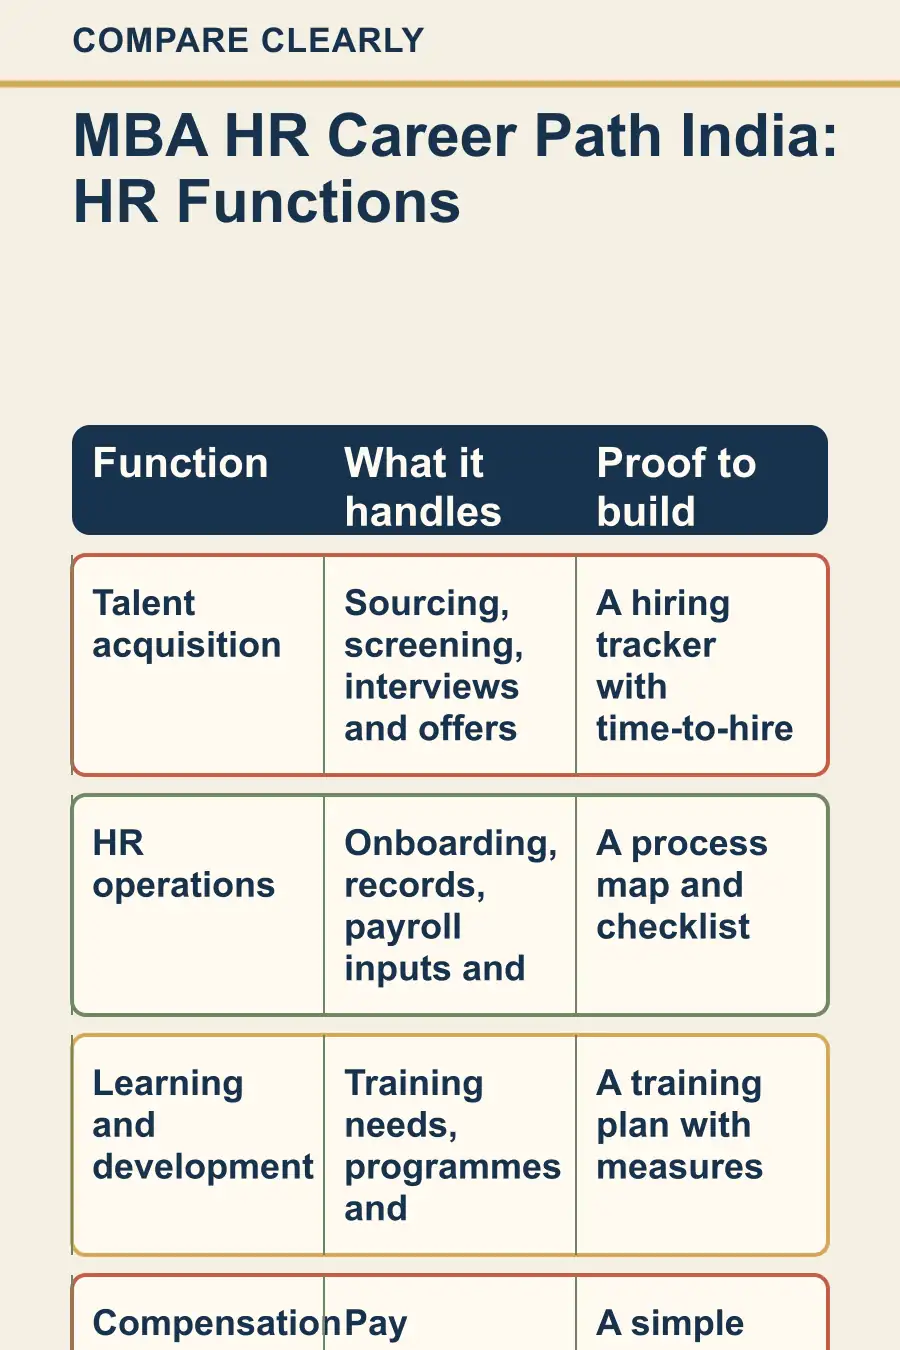 COMPARE CLEARLY
MBA HR Career Path India:
HR Functions
Function
What it
handles
Proof to
build
Talent
acquisition
Sourcing,
screening,
interviews
and offers
A hiring
tracker
with
time-to-hire
HR
operations
Onboarding,
records,
payroll
inputs and
A process
map and
checklist
Learning
and
development
Training
needs,
programmes
and
A training
plan with
measures
Compensation
Pay
A simple